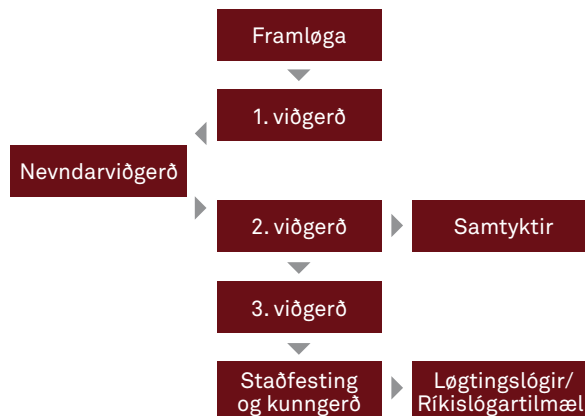 Framløga
1. viðgerð
Nevndarviðgerð
2. viðgerð
Samtyktir
3. viðgerð
Staðfesting
og kunngerð
Løgtingslógir/
Ríkislógartilmæl